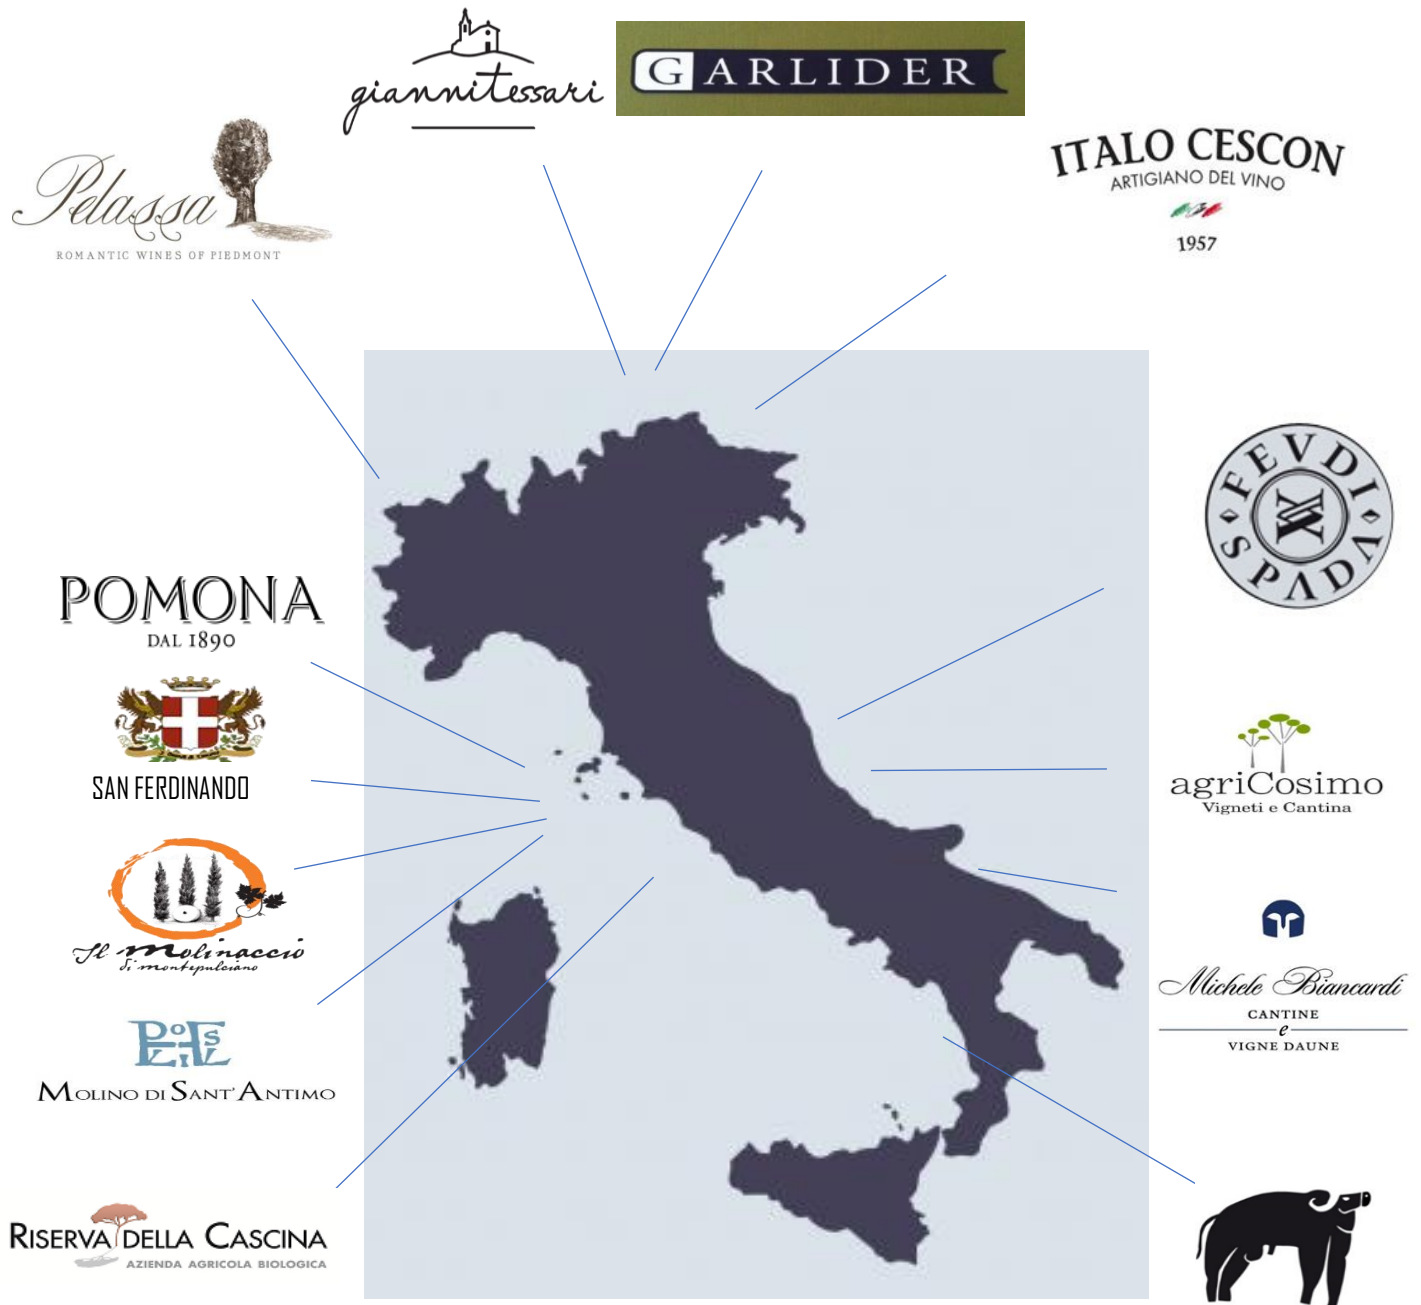 giannitessari
GARLIDER
Pelassa
ROMANTIC WINES OF PIEDMONT
ITALO CESCON
ARTIGIANO DEL VINO
1957
FEVDI
SPADA
POMONA
DAL 1890
SAN FERDINANDO
agriCosimo
Vigneti e Cantina
Il molinaccio
di montepulciano
Michele Biancardi
CANTINE
e
VIGNE DAUNE
MOLINO DI SANT'ANTIMO
RISERVA DELLA CASCINA
AZIENDA AGRICOLA BIOLOGICA